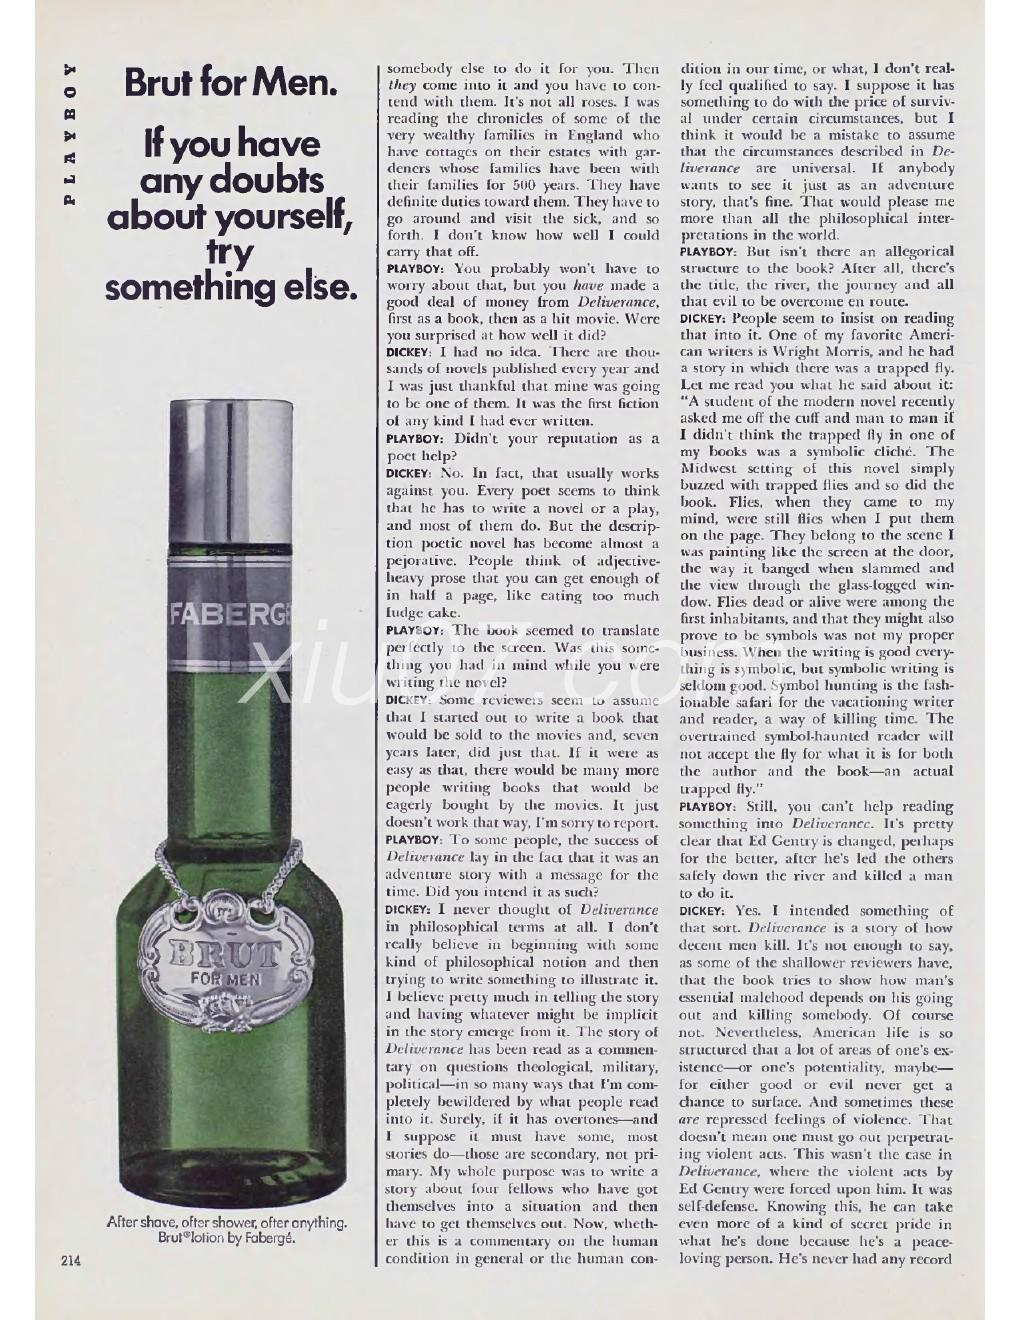 PLAYBOY
Brut for Men.
If you have
any doubts
about yourself,
try
something else.
FABERGE
BRUT
FOR MEN
After shave, after shower, after anything.
Brut® lotion by Fabergé.
214
somebody else to do it for you. Then
they come into it and you have to con-
tend with them. It's not all roses. I was
reading the chronicles of some of the
very wealthy families in England who
have cottages on their estates with gar-
deners whose families have been with
their families for 500 years. They have
definite duties toward them. They have to
go around and visit the sick, and so
forth. I don't know how well I could
carry that off.
PLAYBOY: You probably won't have to
worry about that, but you have made a
good deal of money from Deliverance,
first as a book, then as a hit movie. Were
you surprised at how well it did?
DICKEY: I had no idea. There are thou-
sands of novels published every year and
I was just thankful that mine was going
to be one of them. It was the first fiction
of any kind I had ever written.
PLAYBOY: Didn't your reputation as a
poet help?
DICKEY: No. In fact, that usually works
against you. Every poet seems to think
that he has to write a novel or a play,
and most of them do. But the descrip-
tion poetic novel has become almost a
pejorative. People think of adjective-
heavy prose that you can get enough of
in half a page, like eating too much
fudge cake.
PLAYBOY: The book seemed to translate
perfectly to the screen. Was this some-
thing you had in mind while you were
writing the novel?
DICKEY: Some reviewers seem to assume
that I started out to write a book that
would be sold to the movies and, seven
years later, did just that. If it were as
easy as that, there would be many more
people writing books that would be
eagerly bought by the movies. It just
doesn't work that way, I'm sorry to report.
PLAYBOY: To some people, the success of
Deliverance lay in the fact that it was an
adventure story with a message for the
time. Did you intend it as such?
DICKEY: I never thought of Deliverance
in philosophical terms at all. I don't
really believe in beginning with some
kind of philosophical notion and then
trying to write something to illustrate it.
I believe pretty much in telling the story
and having whatever might be implicit
in the story emerge from it. The story of
Deliverance has been read as a commen-
tary on questions theological, military,
political—in so many ways that I'm com-
pletely bewildered by what people read
into it. Surely, if it has overtones—and
I suppose it must have some, most
stories do—those are secondary, not pri-
mary. My whole purpose was to write a
story about four fellows who have got
themselves into a situation and then
have to get themselves out. Now, wheth-
er this is a commentary on the human
condition in general or the human con-
dition in our time, or what, I don't real-
ly feel qualified to say. I suppose it has
something to do with the price of surviv-
al under certain circumstances, but I
think it would be a mistake to assume
that the circumstances described in De-
liverance are universal. If anybody
wants to see it just as an adventure
story, that's fine. That would please me
more than all the philosophical inter-
pretations in the world.
PLAYBOY: But isn't there an allegorical
structure to the book? After all, there's
the title, the river, the journey and all
that evil to be overcome en route.
DICKEY: People seem to insist on reading
that into it. One of my favorite Ameri-
can writers is Wright Morris, and he had
a story in which there was a trapped fly.
Let me read you what he said about it:
"A student of the modern novel recently
asked me off the cuff and man to man if
I didn't think the trapped fly in one of
my books was a symbolic cliché. The
Midwest setting of this novel simply
buzzed with trapped flies and so did the
book. Flies, when they came to my
mind, were still flies when I put them
on the page. They belong to the scene I
was painting like the screen at the door,
the way it banged when slammed and
the view through the glass-fogged win-
dow. Flies dead or alive were among the
first inhabitants, and that they might also
prove to be symbols was not my proper
business. When the writing is good every-
thing is symbolic, but symbolic writing is
seldom good. Symbol hunting is the fash-
ionable safari for the vacationing writer
and reader, a way of killing time. The
overtrained symbol-haunted reader will
not accept the fly for what it is for both
the author and the book—an actual
trapped fly."
PLAYBOY: Still, you can't help reading
something into Deliverance. It's pretty
clear that Ed Gentry is changed, perhaps
for the better, after he's led the others
safely down the river and killed a man
to do it.
DICKEY: Yes. I intended something of
that sort. Deliverance is a story of how
decent men kill. It's not enough to say,
as some of the shallower reviewers have,
that the book tries to show how man's
essential malehood depends on his going
out and killing somebody. Of course
not. Nevertheless, American life is so
structured that a lot of areas of one's ex-
istence—or one's potentiality, maybe—
for either good or evil never get a
chance to surface. And sometimes these
are repressed feelings of violence. That
doesn't mean one must go out perpetrat-
ing violent acts. This wasn't the case in
Deliverance, where the violent acts by
Ed Gentry were forced upon him. It was
self-defense. Knowing this, he can take
even more of a kind of secret pride in
what he's done because he's a peace-
loving person. He's never had any record
xiu07.com